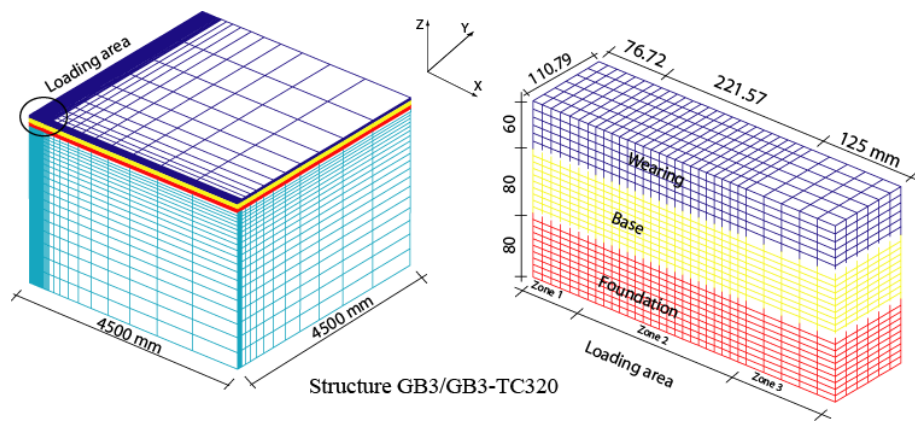 Loading area
Z
Y
X
4500 mm
4500 mm
110.79
76.72
221.57
125 mm
60
80
80
Wearing
Base
Foundation
Zone 1
Zone 2
Zone 3
Loading area
Structure GB3/GB3-TC320